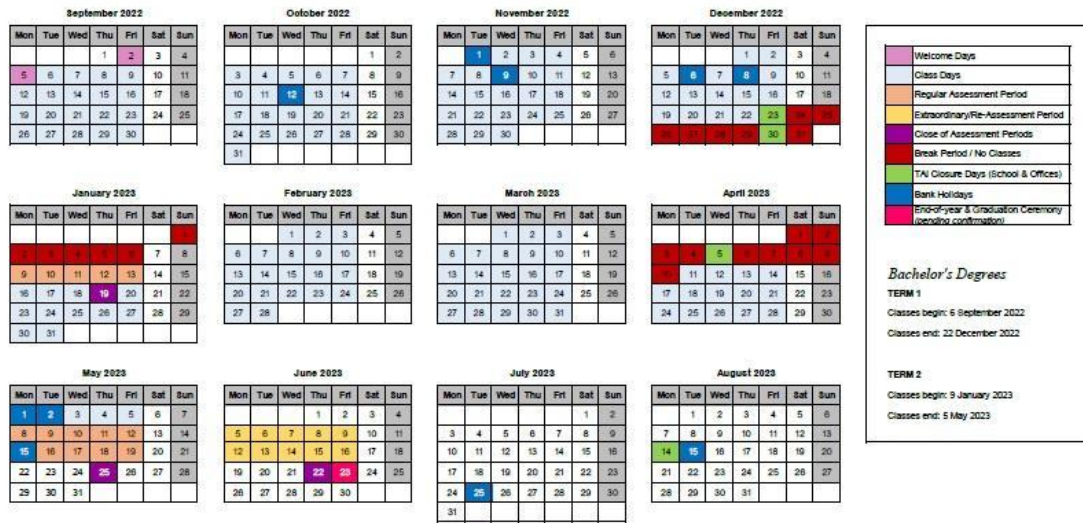 September 2022
Mon Tue Wed Thu Fri Sat Sun
1 2 3 4
5 6 7 8 9 10 11
12 13 14 15 16 17 18
19 20 21 22 23 24 25
26 27 28 29 30
October 2022
Mon Tue Wed Thu Fri Sat Sun
1 2
3 4 5 6 7 8 9
10 11 12 13 14 15 16
17 18 19 20 21 22 23
24 25 26 27 28 29 30
31
November 2022
Mon Tue Wed Thu Fri Sat Sun
1 2 3 4 5 6
7 8 9 10 11 12 13
14 15 16 17 18 19 20
21 22 23 24 25 26 27
28 29 30
December 2022
Mon Tue Wed Thu Fri Sat Sun
1 2 3 4
5 6 7 8 9 10 11
12 13 14 15 16 17 18
19 20 21 22 23 24 25
26 27 28 29 30 31
Welcome Days
Class Days
Regular Assessment Period
Extraordinary/Re-Assessment Period
Close of Assessment Periods
Break Period / No Classes
TAI Closure Days (School & Offices)
Bank Holidays
End-of-year & Graduation Ceremony
(pending confirmation)
January 2023
Mon Tue Wed Thu Fri Sat Sun
1
2 3 4 5 6 7 8
9 10 11 12 13 14 15
16 17 18 19 20 21 22
23 24 25 26 27 28 29
30 31
February 2023
Mon Tue Wed Thu Fri Sat Sun
1 2 3 4 5
6 7 8 9 10 11 12
13 14 15 16 17 18 19
20 21 22 23 24 25 26
27 28
March 2023
Mon Tue Wed Thu Fri Sat Sun
1 2 3 4 5
6 7 8 9 10 11 12
13 14 15 16 17 18 19
20 21 22 23 24 25 26
27 28 29 30 31
April 2023
Mon Tue Wed Thu Fri Sat Sun
1 2
3 4 5 6 7 8 9
10 11 12 13 14 15 16
17 18 19 20 21 22 23
24 25 26 27 28 29 30
Bachelor's Degrees
TERM 1
Classes begin: 6 September 2022
Classes end: 22 December 2022
TERM 2
Classes begin: 9 January 2023
Classes end: 5 May 2023
May 2023
Mon Tue Wed Thu Fri Sat Sun
1 2 3 4 5 6 7
8 9 10 11 12 13 14
15 16 17 18 19 20 21
22 23 24 25 26 27 28
29 30 31
June 2023
Mon Tue Wed Thu Fri Sat Sun
1 2 3 4
5 6 7 8 9 10 11
12 13 14 15 16 17 18
19 20 21 22 23 24 25
26 27 28 29 30
July 2023
Mon Tue Wed Thu Fri Sat Sun
1 2
3 4 5 6 7 8 9
10 11 12 13 14 15 16
17 18 19 20 21 22 23
24 25 26 27 28 29 30
31
August 2023
Mon Tue Wed Thu Fri Sat Sun
1 2 3 4 5 6
7 8 9 10 11 12 13
14 15 16 17 18 19 20
21 22 23 24 25 26 27
28 29 30 31